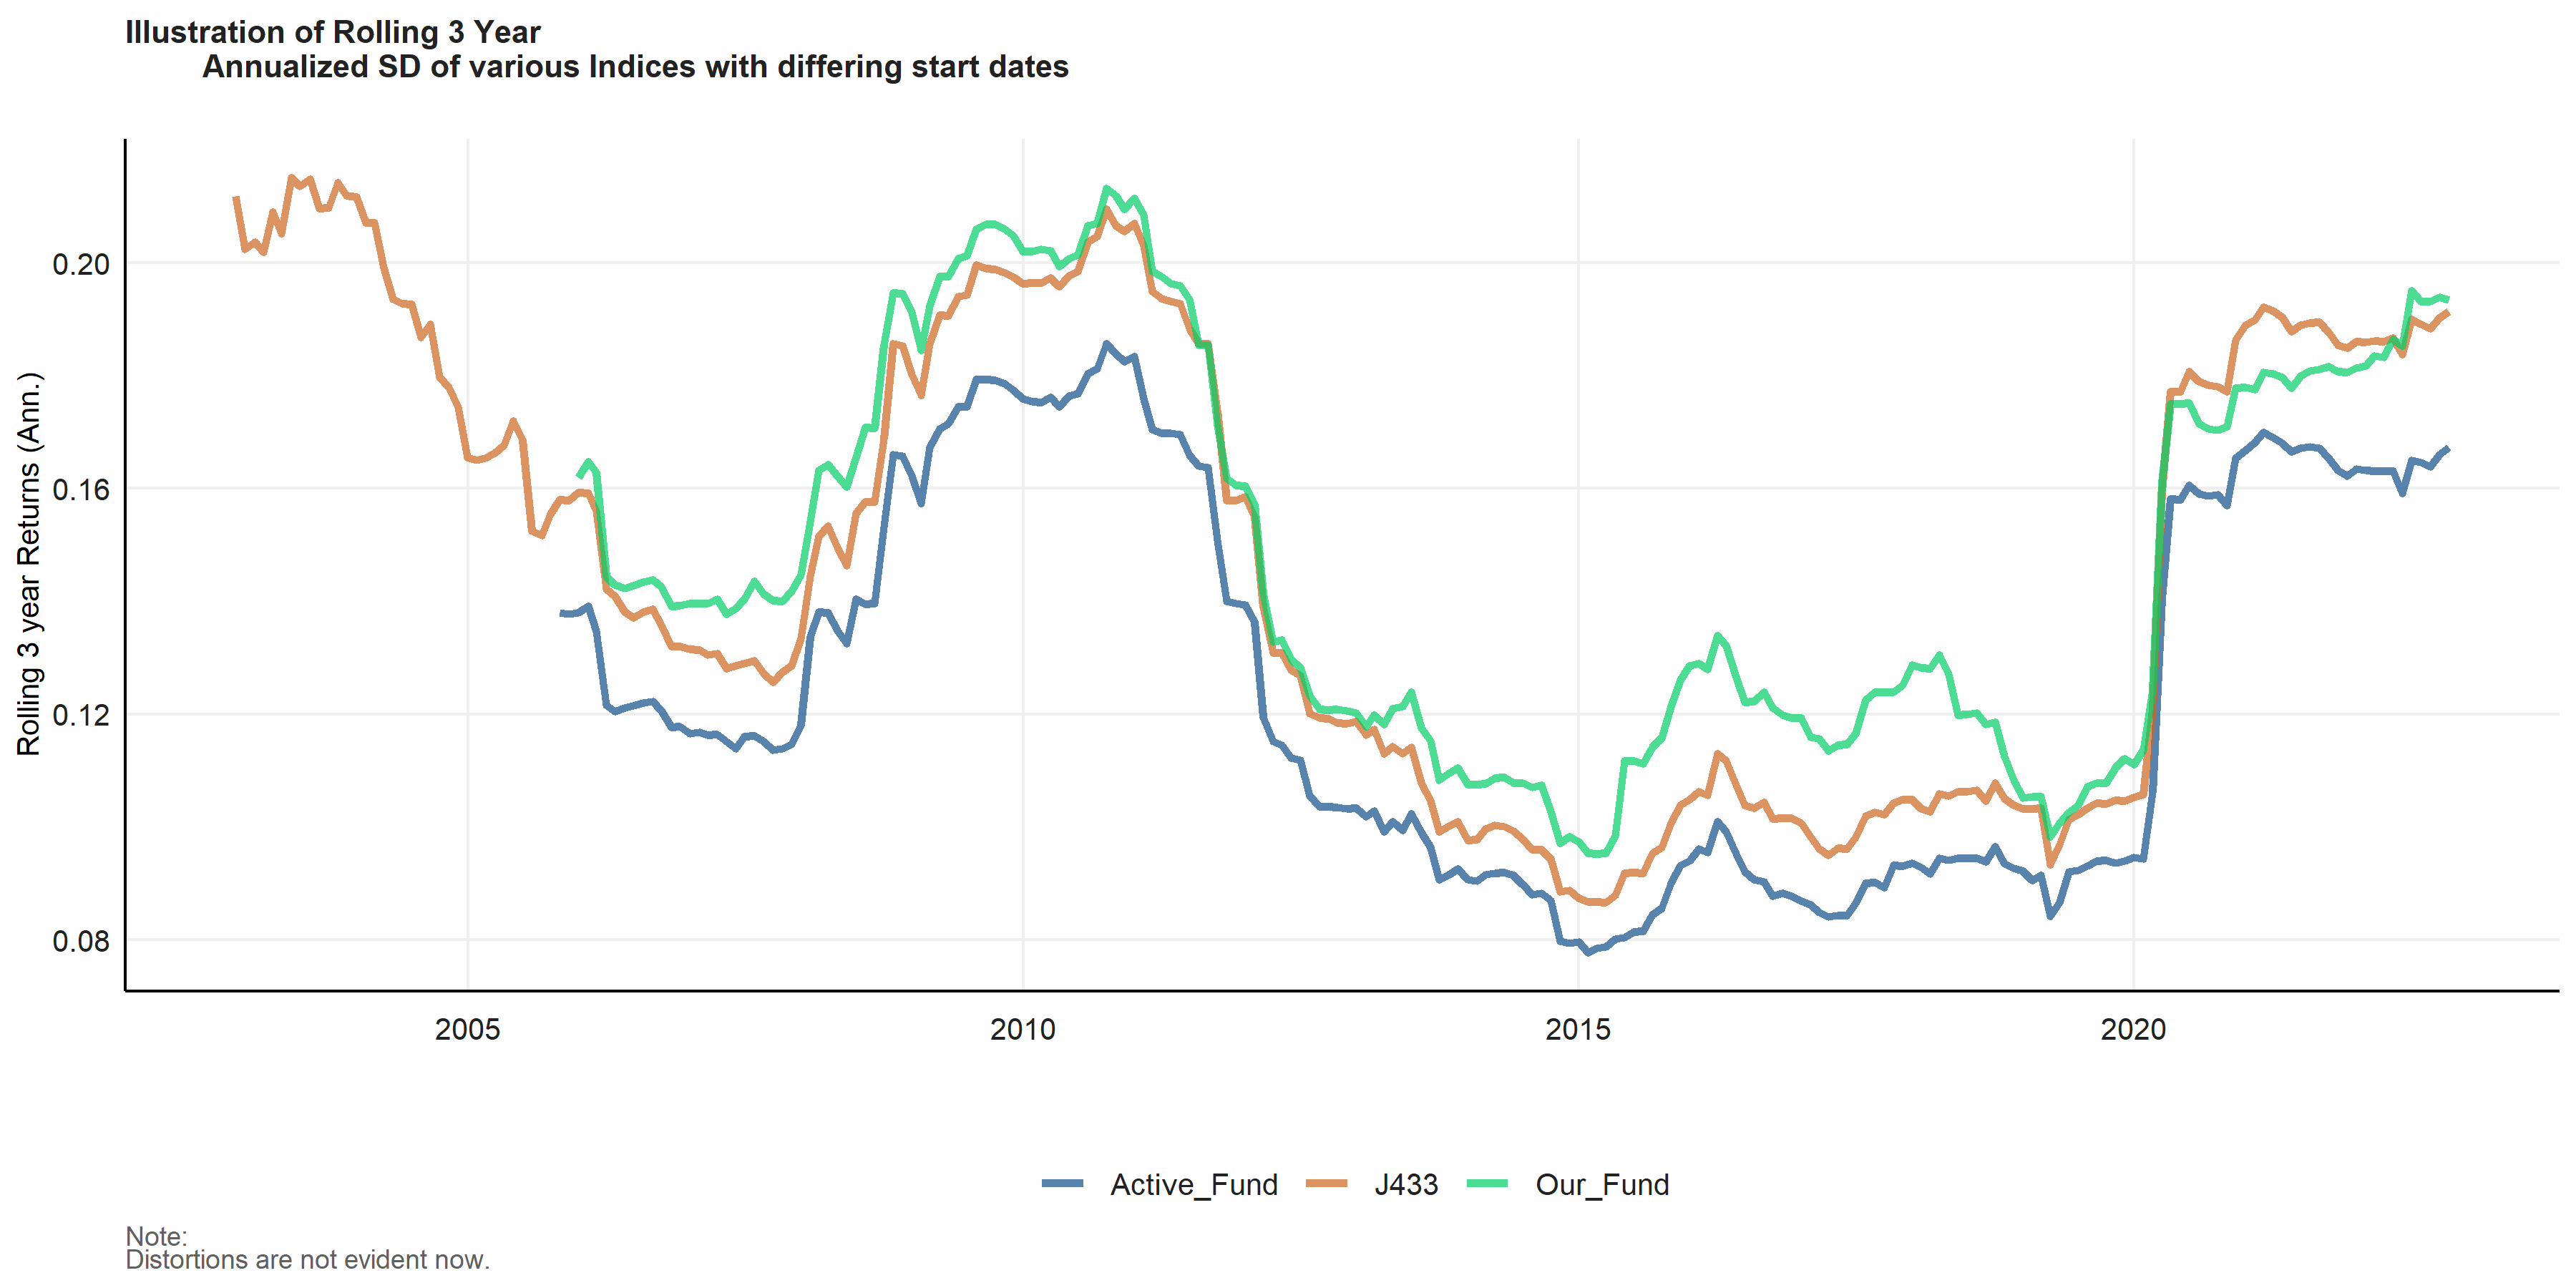 Illustration of Rolling 3 Year
Annualized SD of various Indices with differing start dates
Rolling 3 year Returns (Ann.)
0.20
0.16
0.12
0.08
2005 2010 2015 2020
Active_Fund J433 Our_Fund
Note:
Distortions are not evident now.